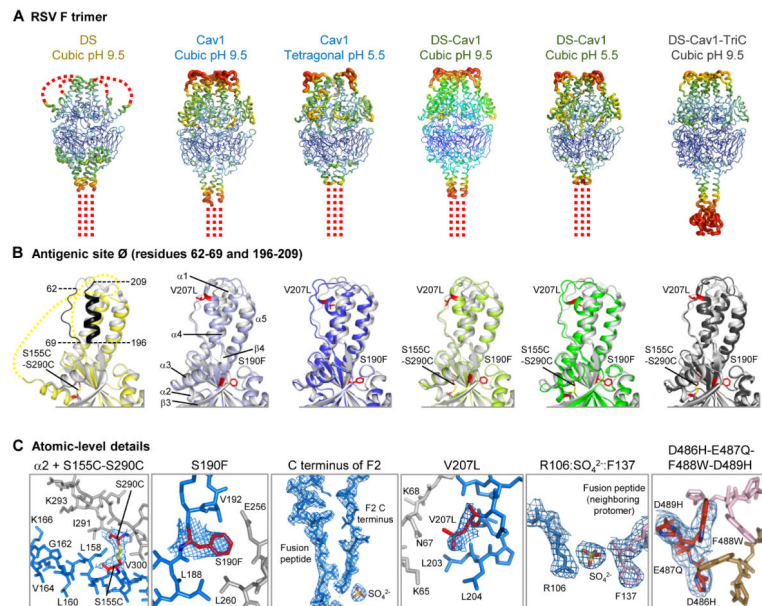 A RSV F trimer
DS
Cubic pH 9.5
Cav1
Cubic pH 9.5
Cav1
Tetragonal pH 5.5
DS-Cav1
Cubic pH 9.5
DS-Cav1
Cubic pH 5.5
DS-Cav1-TriC
Cubic pH 9.5
B Antigenic site Ø (residues 62-69 and 196-209)
62
209
69
196
S155C
-S290C
V207L
α1
α5
α4
β4
α3
S190F
α2
β3
V207L
S190F
V207L
S155C
-S290C
S190F
V207L
S155C
-S290C
S190F
V207L
S155C
-S290C
S190F
C Atomic-level details
α2 + S155C-S290C
S290C
K293
K166
I291
G162
L158
V300
V164
L160
S155C
S190F
V192
E256
S190F
L188
L260
C terminus of F2
F2 C
terminus
Fusion
peptide
SO₄²⁻
V207L
K68
V207L
N67
L203
K65
L204
R106:SO₄²⁻:F137
Fusion peptide
(neighboring
protomer)
R106
SO₄²⁻
F137
D486H-E487Q-
F488W-D489H
D489H
F488W
E487Q
D486H